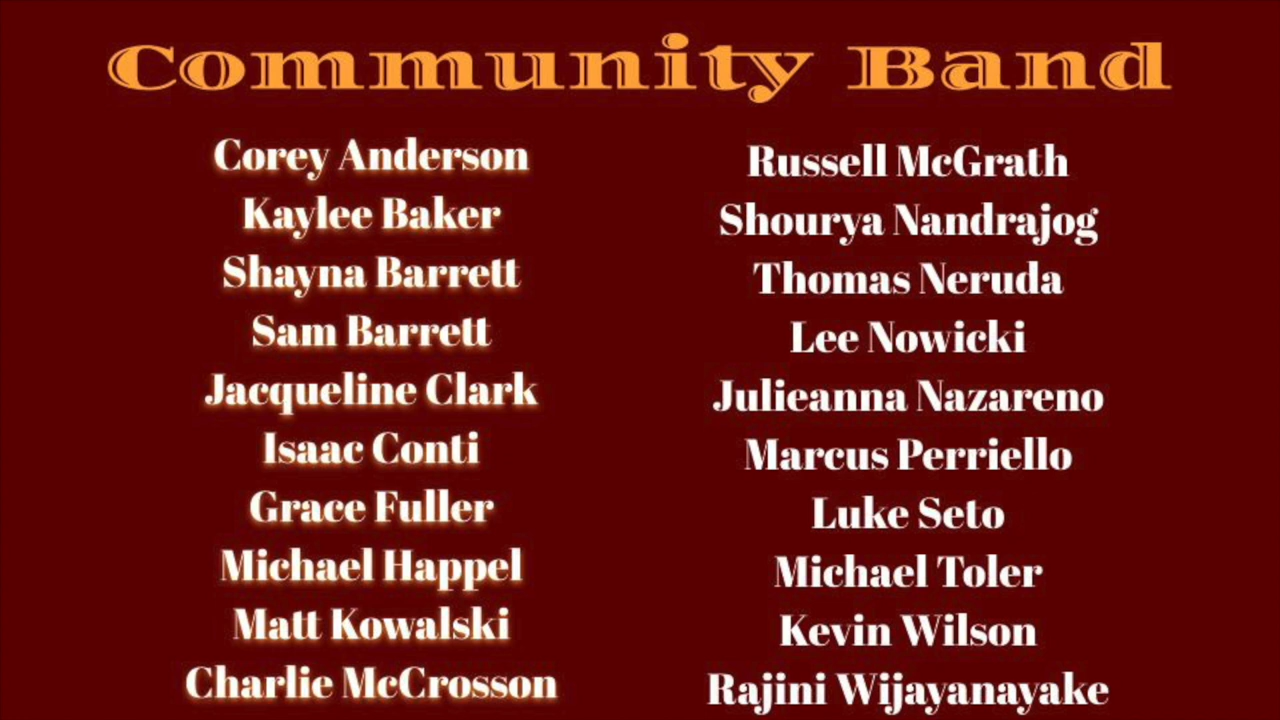 Community Band
Corey Anderson
Kaylee Baker
Shayna Barrett
Sam Barrett
Jacqueline Clark
Isaac Conti
Grace Fuller
Michael Happel
Matt Kowalski
Charlie McCrosson
Russell McGrath
Shourya Nandrajog
Thomas Neruda
Lee Nowicki
Julieanna Nazareno
Marcus Perriello
Luke Seto
Michael Toler
Kevin Wilson
Rajini Wijayanayake